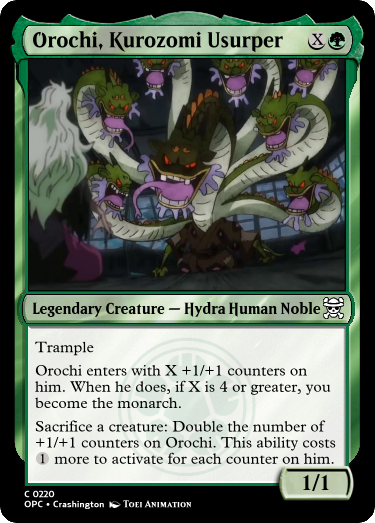 Orochi, Kurozomi Usurper X
Legendary Creature — Hydra Human Noble
Trample
Orochi enters with X +1/+1 counters on
him. When he does, if X is 4 or greater, you
become the monarch.
Sacrifice a creature: Double the number of
+1/+1 counters on Orochi. This ability costs
1 more to activate for each counter on him.
1/1
C 0220
OPC • Crashington Toei Animation